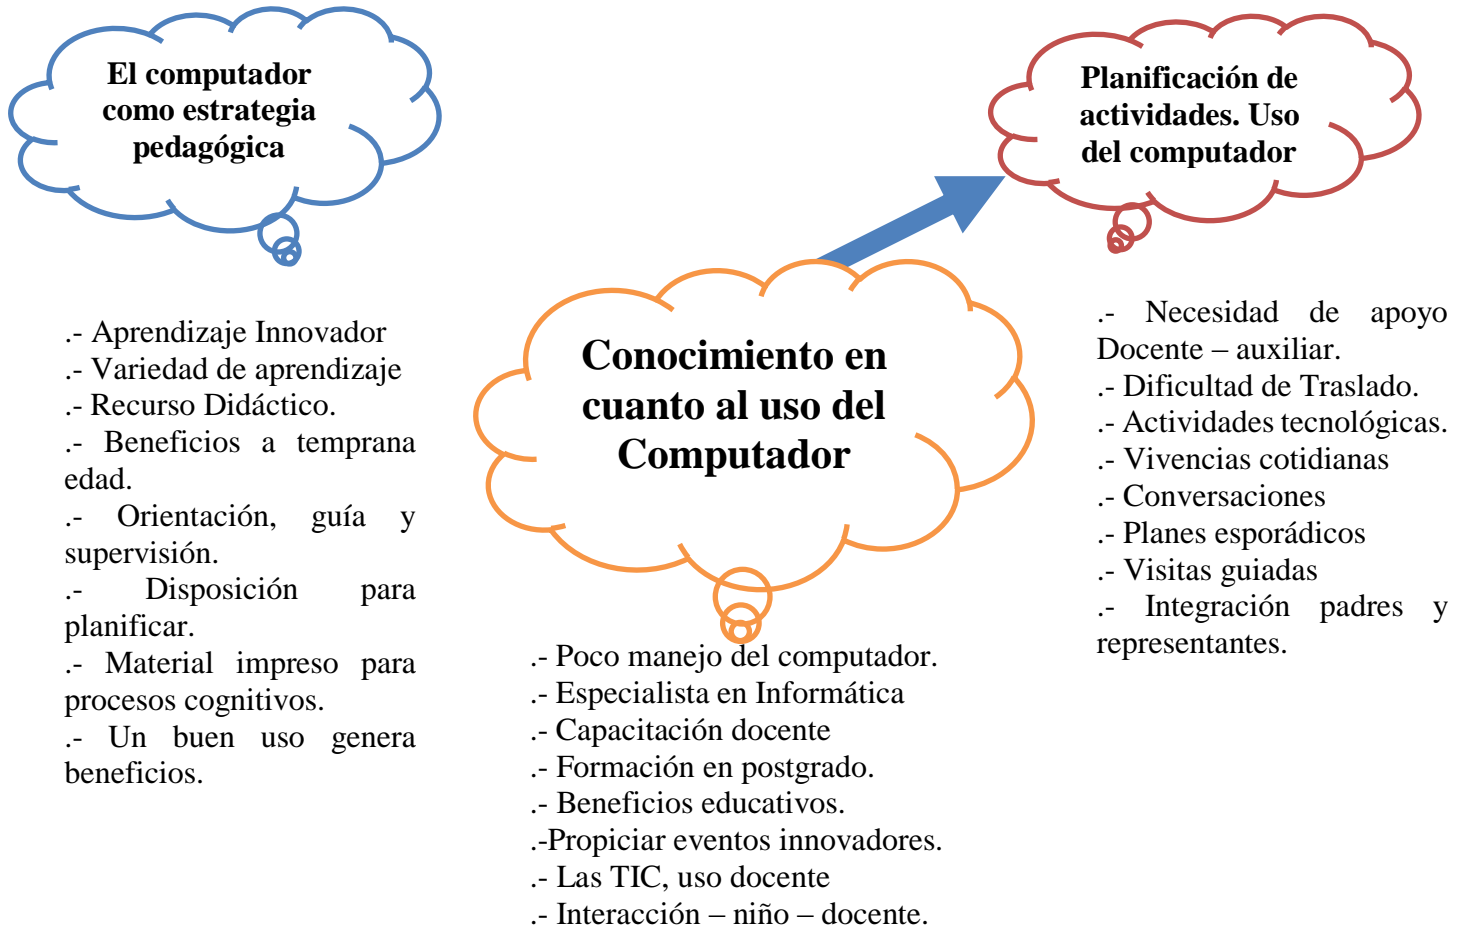 El computador
como estrategia
pedagógica
.- Aprendizaje Innovador
.- Variedad de aprendizaje
.- Recurso Didáctico.
.- Beneficios a temprana
edad.
.- Orientación, guía y
supervisión.
.- Disposición para
planificar.
.- Material impreso para
procesos cognitivos.
.- Un buen uso genera
beneficios.
Conocimiento en
cuanto al uso del
Computador
.- Poco manejo del computador.
.- Especialista en Informática
.- Capacitación docente
.- Formación en postgrado.
.- Beneficios educativos.
.-Propiciar eventos innovadores.
.- Las TIC, uso docente
.- Interacción – niño – docente.
Planificación de
actividades. Uso
del computador
.- Necesidad de apoyo
Docente – auxiliar.
.- Dificultad de Traslado.
.- Actividades tecnológicas.
.- Vivencias cotidianas
.- Conversaciones
.- Planes esporádicos
.- Visitas guiadas
.- Integración padres y
representantes.